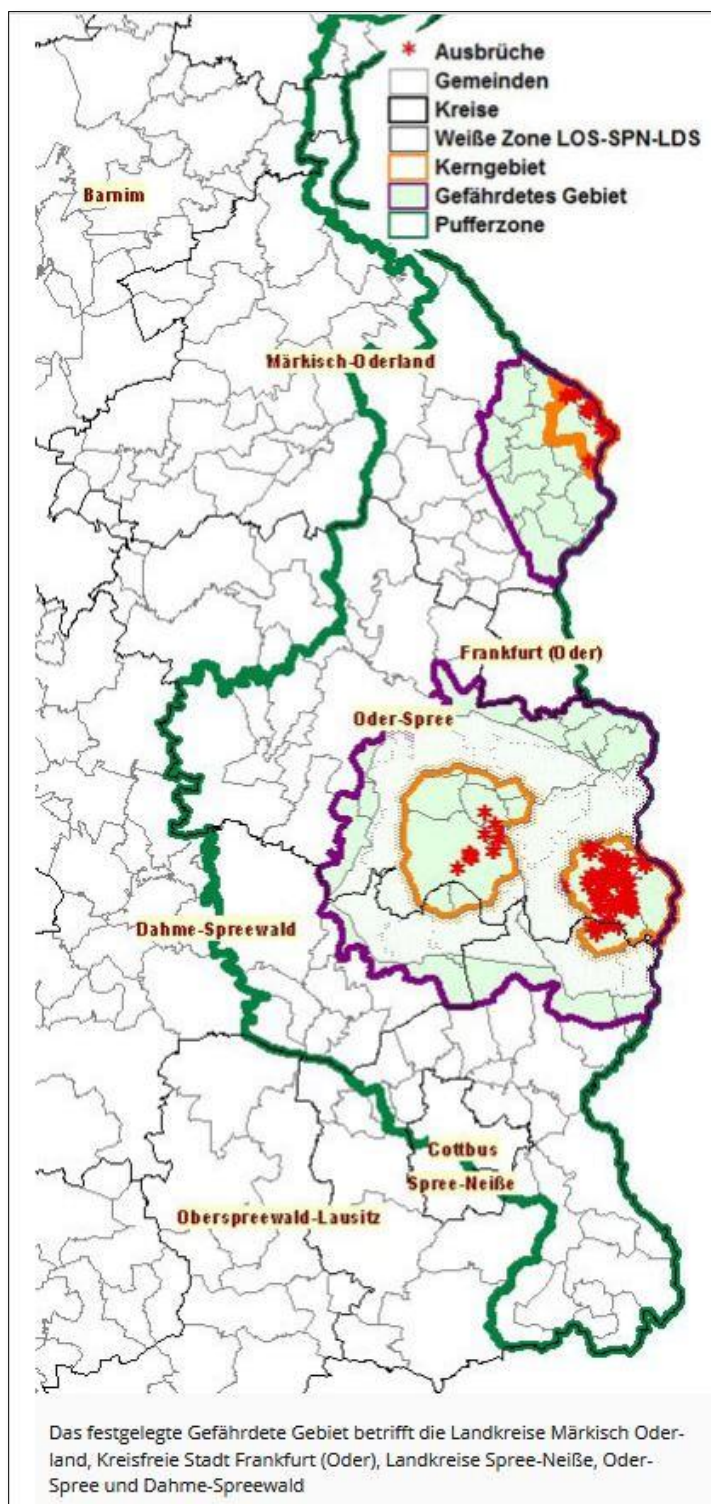 Ausbrüche
Gemeinden
Kreise
Weiße Zone LOS-SPN-LDS
Kerngebiet
Gefährdetes Gebiet
Pufferzone
Barnim
Märkisch-Oderland
Frankfurt (Oder)
Oder-Spree
Dahme-Spreewald
Cottbus
Spree-Neiße
Oberspreewald-Lausitz
Das festgelegte Gefährdete Gebiet betrifft die Landkreise Märkisch Oder-
land, Kreisfreie Stadt Frankfurt (Oder), Landkreise Spree-Neiße, Oder-
Spree und Dahme-Spreewald